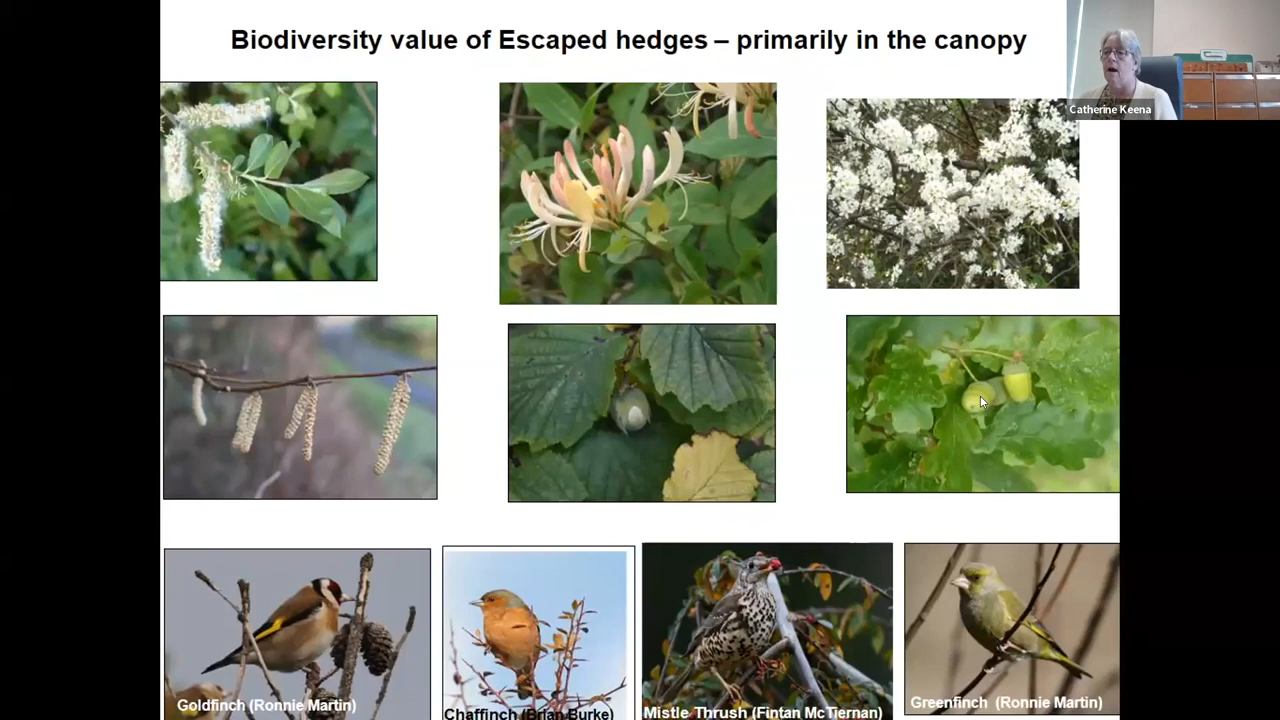 Biodiversity value of Escaped hedges – primarily in the canopy
Catherine Keena
Goldfinch (Ronnie Martin)
Chaffinch (Brian Burke)
Mistle Thrush (Fintan McTiernan)
Greenfinch (Ronnie Martin)